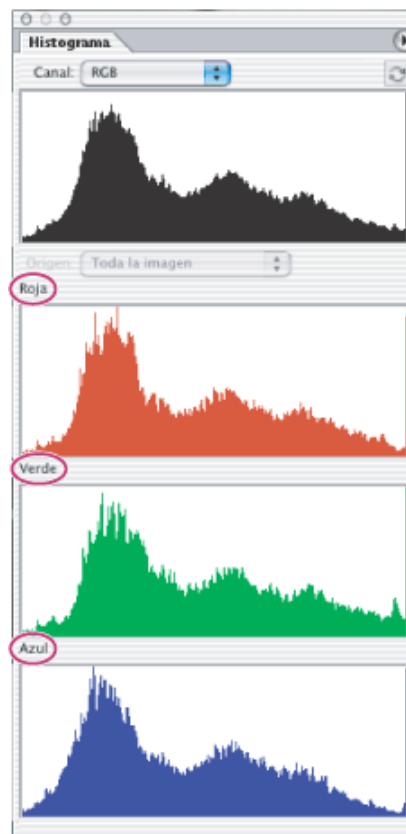 Histograma
Canal: RGB
Origen: Toda la imagen
Roja
Verde
Azul